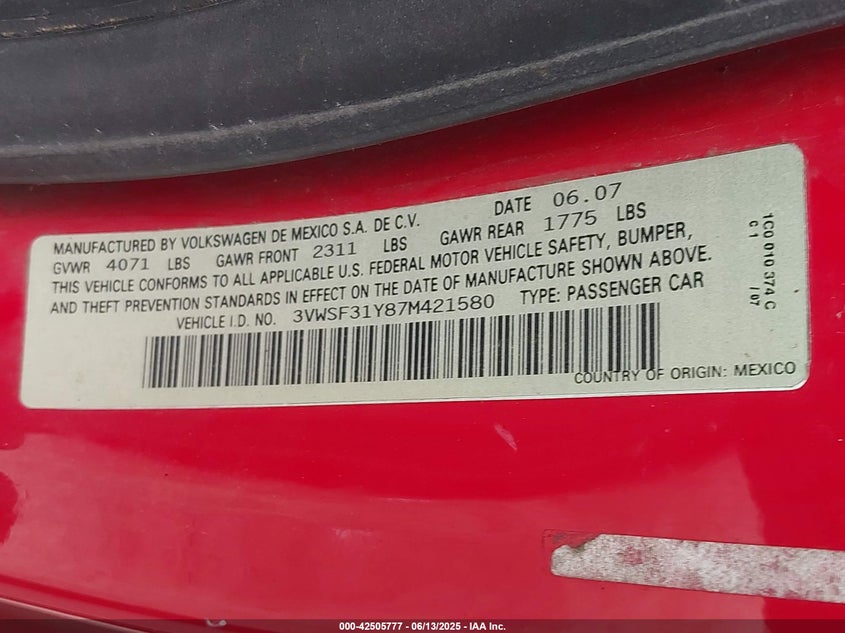 MANUFACTURED BY VOLKSWAGEN DE MEXICO S.A. DE C.V. DATE 06.07
GVWR 4071 LBS GAWR FRONT 2311 LBS GAWR REAR 1775 LBS
THIS VEHICLE CONFORMS TO ALL APPLICABLE U.S. FEDERAL MOTOR VEHICLE SAFETY, BUMPER,
AND THEFT PREVENTION STANDARDS IN EFFECT ON THE DATE OF MANUFACTURE SHOWN ABOVE.
VEHICLE I.D. NO. 3VWSF31Y87M421580 TYPE: PASSENGER CAR
COUNTRY OF ORIGIN: MEXICO
1C0 010 374 C
C 1 /07
000-42505777 - 06/13/2025 - IAA Inc.